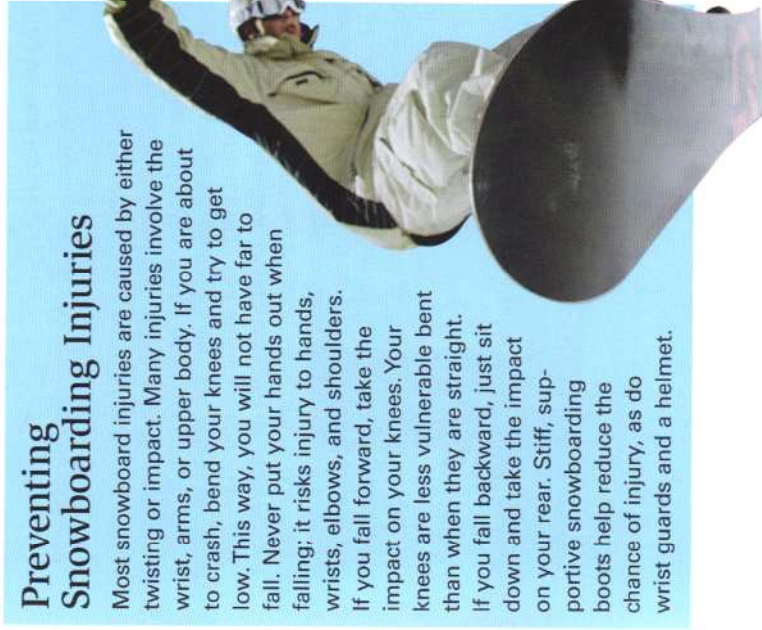 Preventing
Snowboarding Injuries
Most snowboard injuries are caused by either
twisting or impact. Many injuries involve the
wrist, arms, or upper body. If you are about
to crash, bend your knees and try to get
low. This way, you will not have far to
fall. Never put your hands out when
falling; it risks injury to hands,
wrists, elbows, and shoulders.
If you fall forward, take the
impact on your knees. Your
knees are less vulnerable bent
than when they are straight.
If you fall backward, just sit
down and take the impact
on your rear. Stiff, sup-
portive snowboarding
boots help reduce the
chance of injury, as do
wrist guards and a helmet.